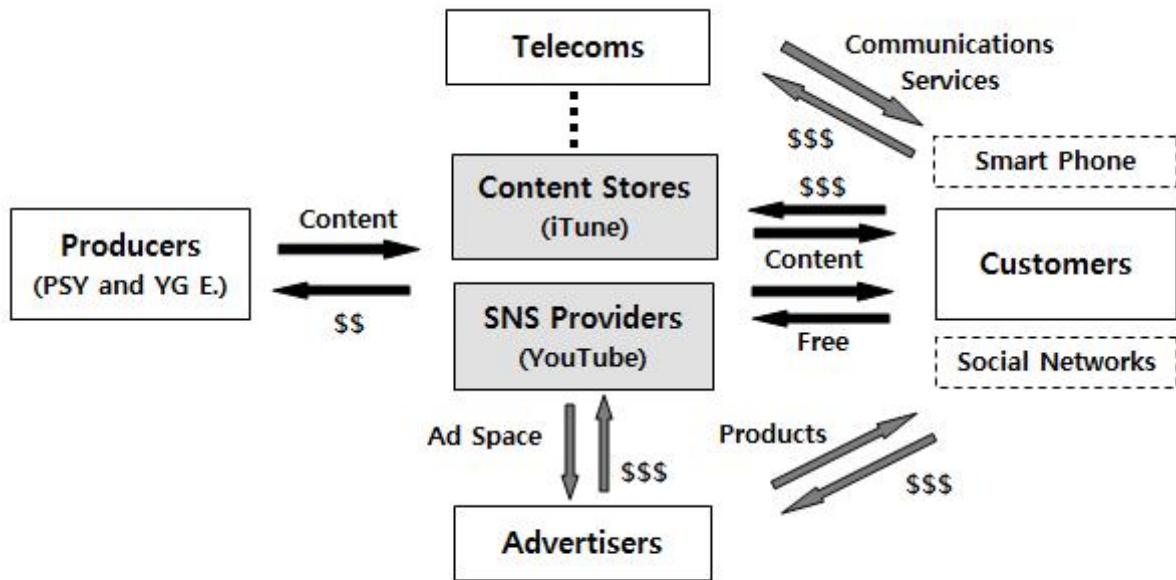 Telecoms
Communications
Services
$$$
Smart Phone
Content Stores
(iTune)
$$$
Content
Producers
(PSY and YG E.)
$$
Content
Customers
SNS Providers
(YouTube)
Free
Social Networks
Ad Space
$$$
Products
$$$
Advertisers